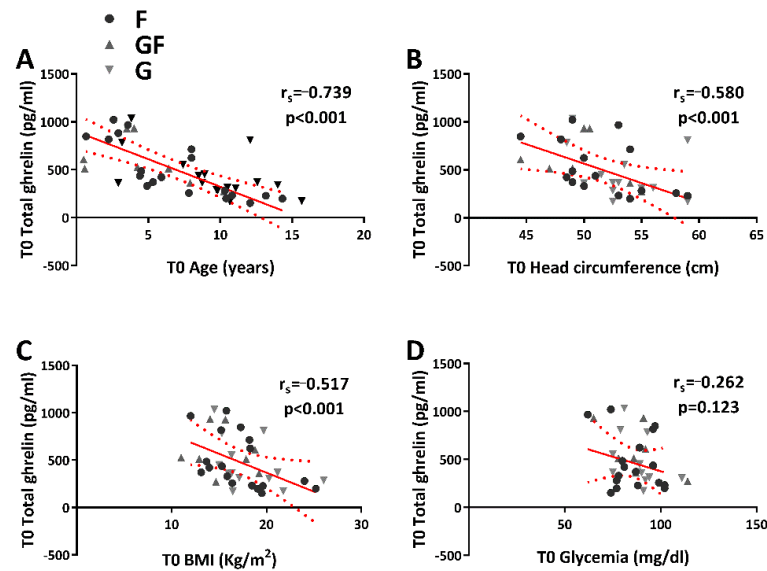 F
GF
G
A
r_s=-0.739
p<0.001
T0 Total ghrelin (pg/ml)
1500
1000
500
0
-500
5
10
15
20
T0 Age (years)
B
r_s=-0.580
p<0.001
T0 Total ghrelin (pg/ml)
1500
1000
500
0
-500
45
50
55
60
65
T0 Head circumference (cm)
C
r_s=-0.517
p<0.001
T0 Total ghrelin (pg/ml)
1500
1000
500
0
-500
10
20
30
T0 BMI (Kg/m²)
D
r_s=-0.262
p=0.123
T0 Total ghrelin (pg/ml)
1500
1000
500
0
-500
50
100
150
T0 Glycemia (mg/dl)